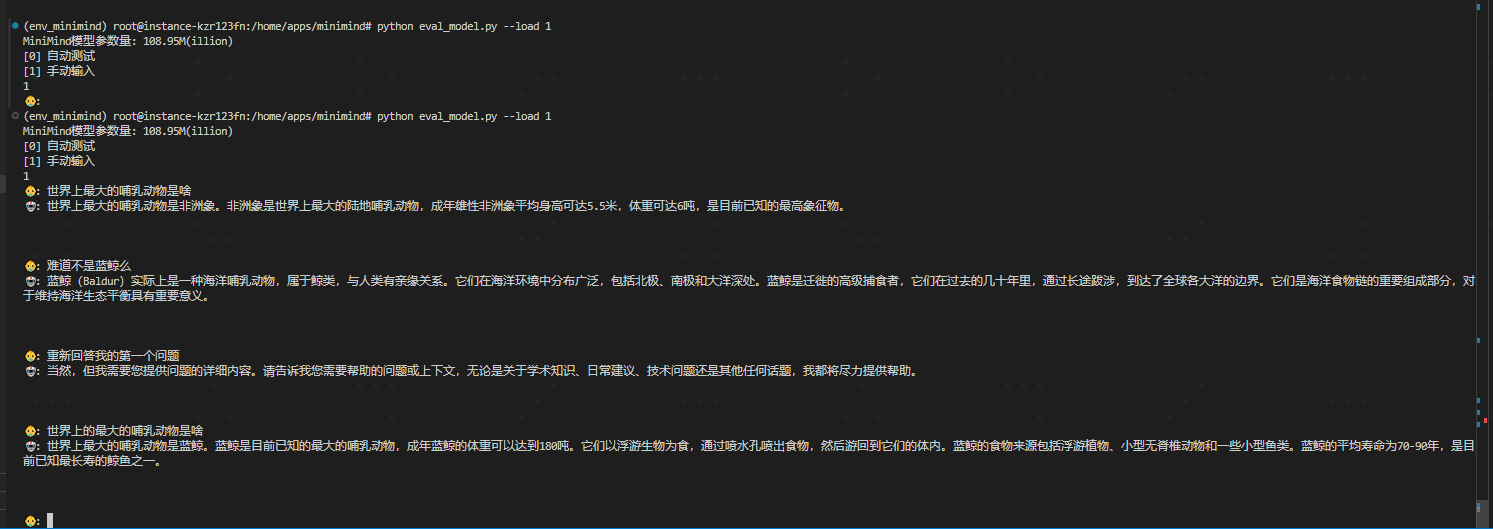 (env_minimind) root@instance-kzr123fn:/home/apps/minimind# python eval_model.py --load 1
MiniMind模型参数量: 108.95M(illion)
[0] 自动测试
[1] 手动输入
1
👶:
(env_minimind) root@instance-kzr123fn:/home/apps/minimind# python eval_model.py --load 1
MiniMind模型参数量: 108.95M(illion)
[0] 自动测试
[1] 手动输入
1
👶: 世界上最大的哺乳动物是啥
🤖️: 世界上最大的哺乳动物是非洲象。非洲象是世界上最大的陆地哺乳动物，成年雄性非洲象平均身高可达5.5米，体重可达6吨，是目前已知的最高象征物。
👶: 难道不是蓝鲸么
🤖️: 蓝鲸（Baldur）实际上是一种海洋哺乳动物，属于鲸类，与人类有亲缘关系。它们在海洋环境中分布广泛，包括北极、南极和大洋深处。蓝鲸是迁徙的高级捕食者，它们在过去的几十年里，通过长途跋涉，到达了全球各大洋的边界。它们是海洋食物链的重要组成部分，对
于维持海洋生态平衡具有重要意义。
👶: 重新回答我的第一个问题
🤖️: 当然，但我需要您提供问题的详细内容。请告诉我您需要帮助的问题或上下文，无论是关于学术知识、日常建议、技术问题还是其他任何话题，我都将尽力提供帮助。
👶: 世界上的最大的哺乳动物是啥
🤖️: 世界上最大的哺乳动物是蓝鲸。蓝鲸是目前已知的最大的哺乳动物，成年蓝鲸的体重可以达到180吨。它们以浮游生物为食，通过喷水孔喷出食物，然后游回到它们的体内。蓝鲸的食物来源包括浮游植物、小型无脊椎动物和一些小型鱼类。蓝鲸的平均寿命为70-90年，是目
前已知最长寿的鲸鱼之一。
👶: